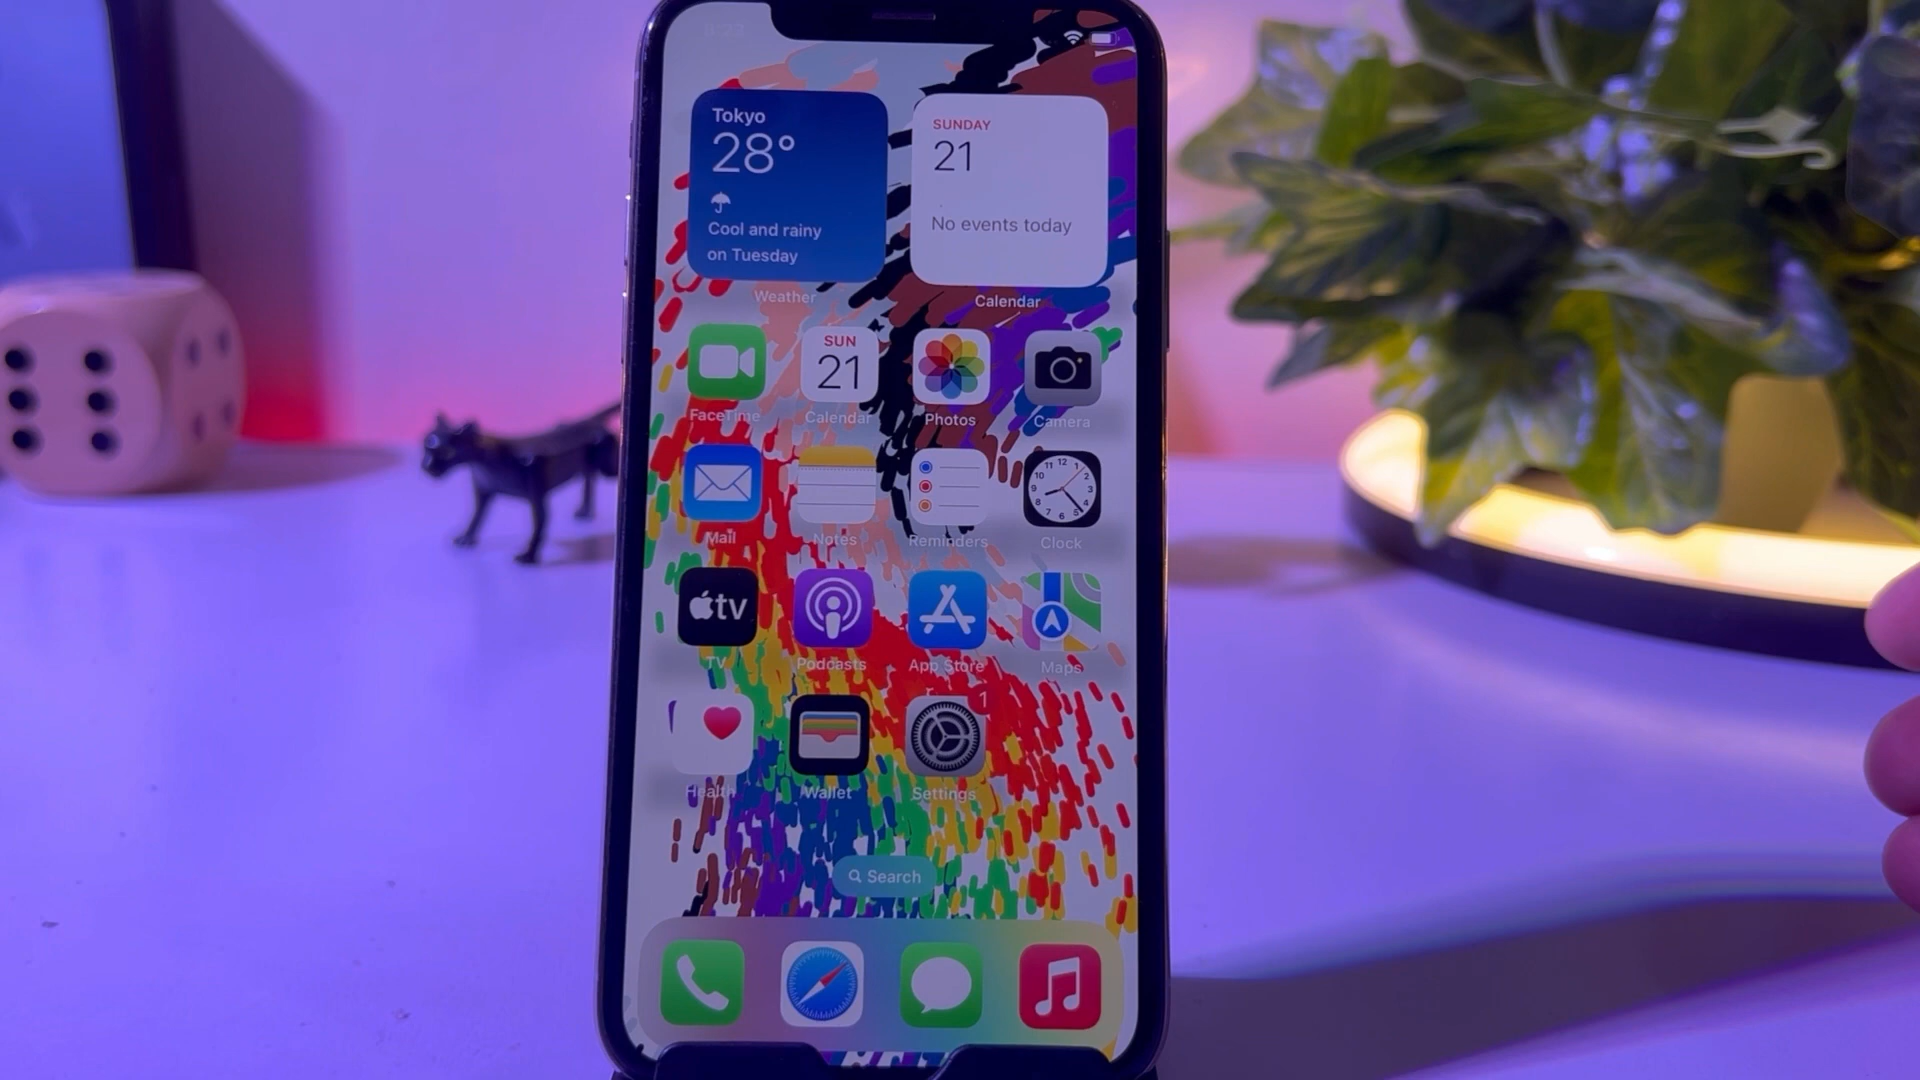 Tokyo
28°
Cool and rainy
on Tuesday
Weather
SUNDAY
21
No events today
Calendar
FaceTime
SUN
21
Calendar
Photos
Camera
Mail
Notes
Reminders
Clock
tv
TV
Podcasts
App Store
Maps
1
Health
Wallet
Settings
Search